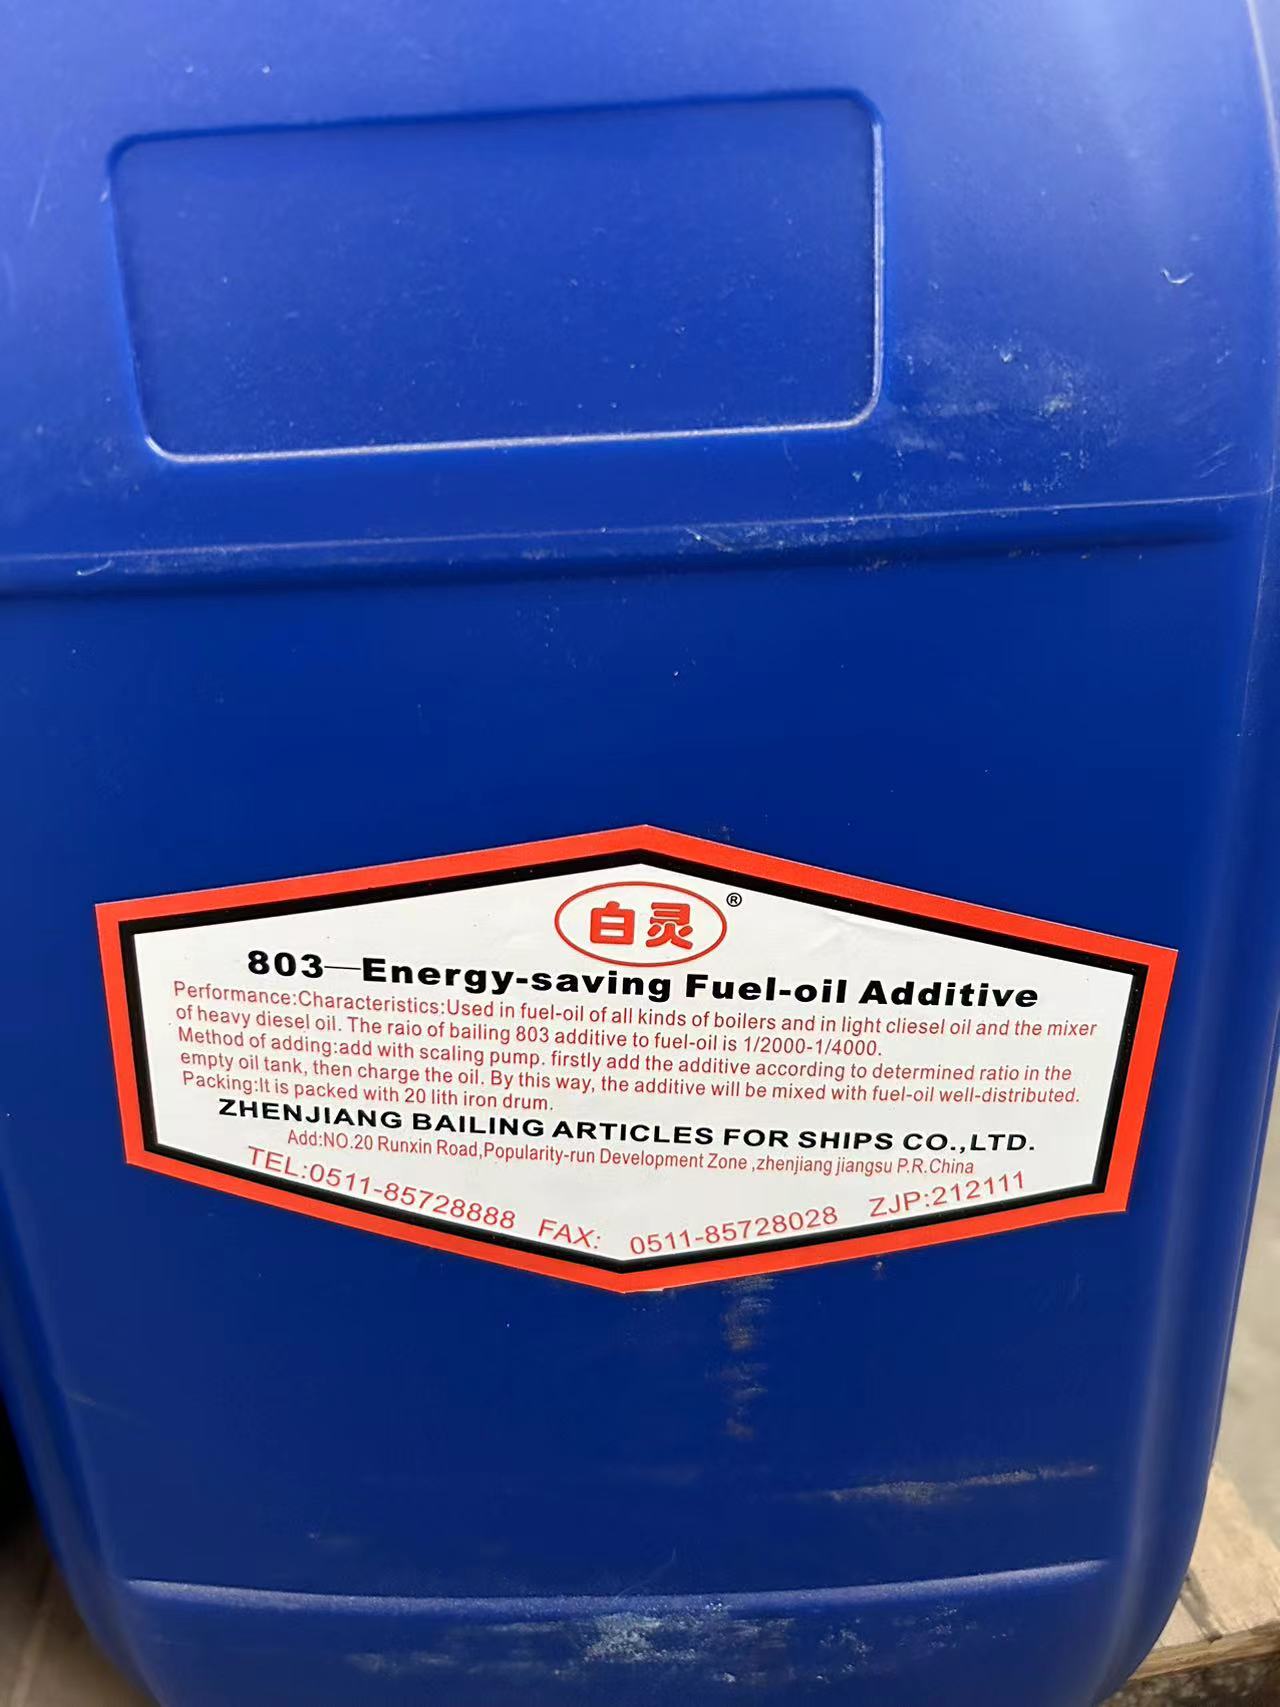 白灵®
803—Energy-saving Fuel-oil Additive
Performance:Characteristics:Used in fuel-oil of all kinds of boilers and in light cliesel oil and the mixer
of heavy diesel oil. The raio of bailing 803 additive to fuel-oil is 1/2000-1/4000.
Method of adding:add with scaling pump. firstly add the additive according to determined ratio in the
empty oil tank, then charge the oil. By this way, the additive will be mixed with fuel-oil well-distributed.
Packing:It is packed with 20 lith iron drum.
ZHENJIANG BAILING ARTICLES FOR SHIPS CO.,LTD.
Add:NO.20 Runxin Road,Popularity-run Development Zone ,zhenjiang jiangsu P.R.China
TEL:0511-85728888 FAX: 0511-85728028 ZJP:212111